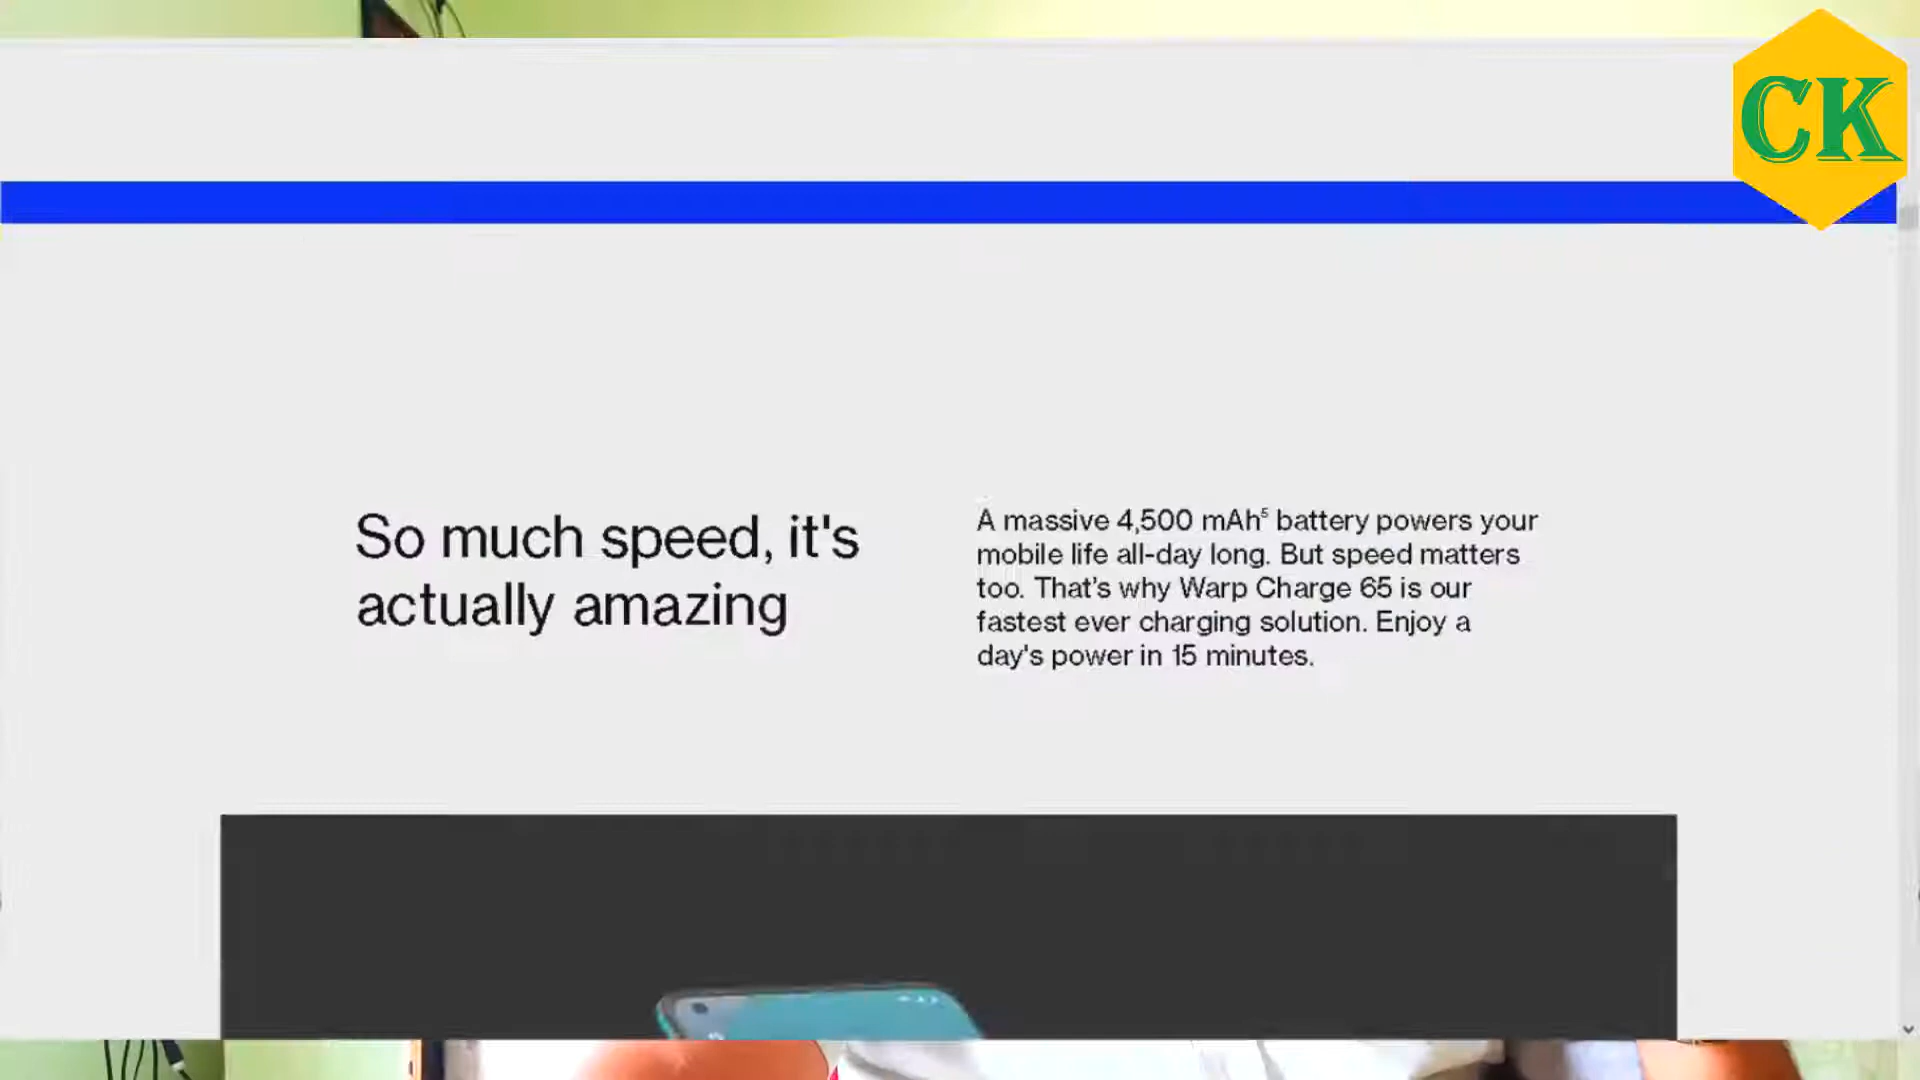 CK
So much speed, it's
actually amazing
A massive 4,500 mAh⁵ battery powers your
mobile life all-day long. But speed matters
too. That's why Warp Charge 65 is our
fastest ever charging solution. Enjoy a
day's power in 15 minutes.